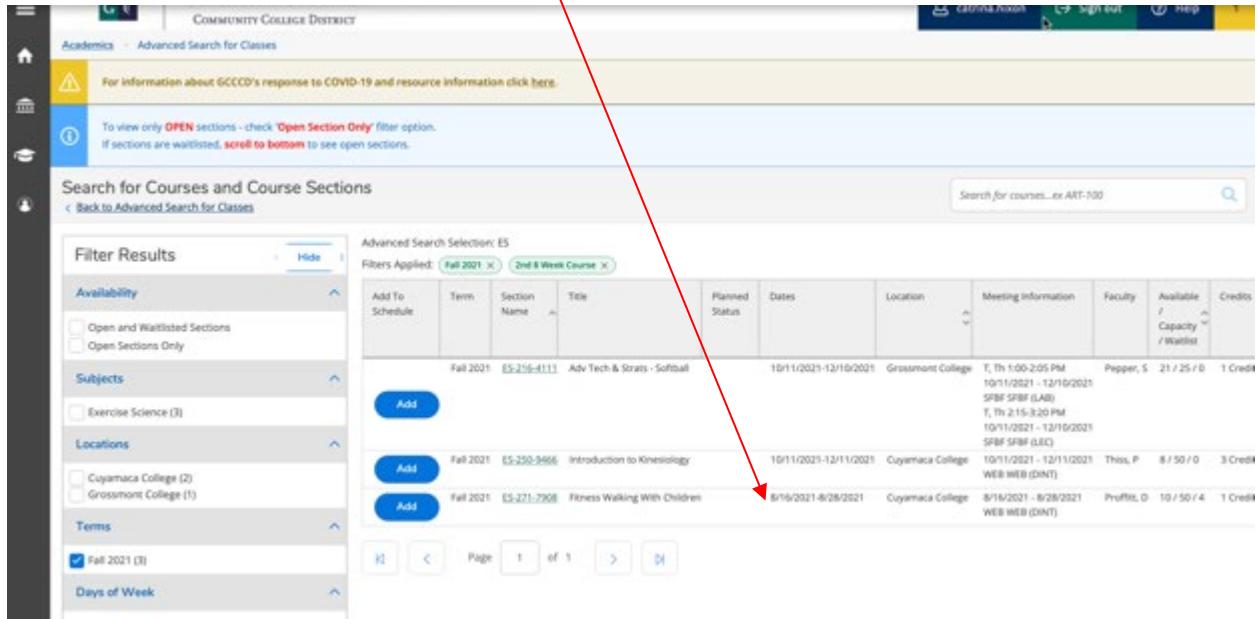 COMMUNITY COLLEGE DISTRICT
catrina.nixon
Sign out
Help
1
Academics
Advanced Search for Classes
For information about GCCCD's response to COVID-19 and resource information click here.
To view only OPEN sections - check 'Open Section Only' filter option.
If sections are waitlisted, scroll to bottom to see open sections.
Search for Courses and Course Sections
< Back to Advanced Search for Classes
Search for courses...ex ART-100
Filter Results
Hide
Availability
Open and Waitlisted Sections
Open Sections Only
Subjects
Exercise Science (3)
Locations
Cuyamaca College (2)
Grossmont College (1)
Terms
Fall 2021 (3)
Days of Week
Advanced Search Selection: ES
Filters Applied: Fall 2021 × 2nd 8 Week Course ×
Add To Schedule Term Section Name Title Planned Status Dates Location Meeting Information Faculty Available / Capacity / Waitlist Credits
Add Fall 2021 ES-216-4111 Adv Tech & Strats - Softball 10/11/2021-12/10/2021 Grossmont College T, Th 1:00-2:05 PM Pepper, S 21 / 25 / 0 1 Credi
10/11/2021 - 12/10/2021
SFBF SFBF (LAB)
T, Th 2:15-3:20 PM
10/11/2021 - 12/10/2021
SFBF SFBF (LEC)
Add Fall 2021 ES-250-9466 Introduction to Kinesiology 10/11/2021-12/11/2021 Cuyamaca College 10/11/2021 - 12/11/2021 Thiss, P 8 / 50 / 0 3 Credi
WEB WEB (DINT)
Add Fall 2021 ES-271-7908 Fitness Walking With Children 8/16/2021-8/28/2021 Cuyamaca College 8/16/2021 - 8/28/2021 Proffitt, D 10 / 50 / 4 1 Credi
WEB WEB (DINT)
Page 1 of 1